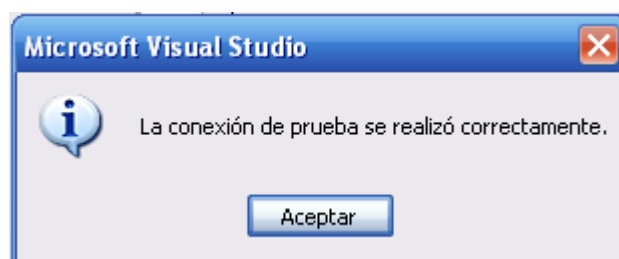 Microsoft Visual Studio
La conexión de prueba se realizó correctamente.
Aceptar